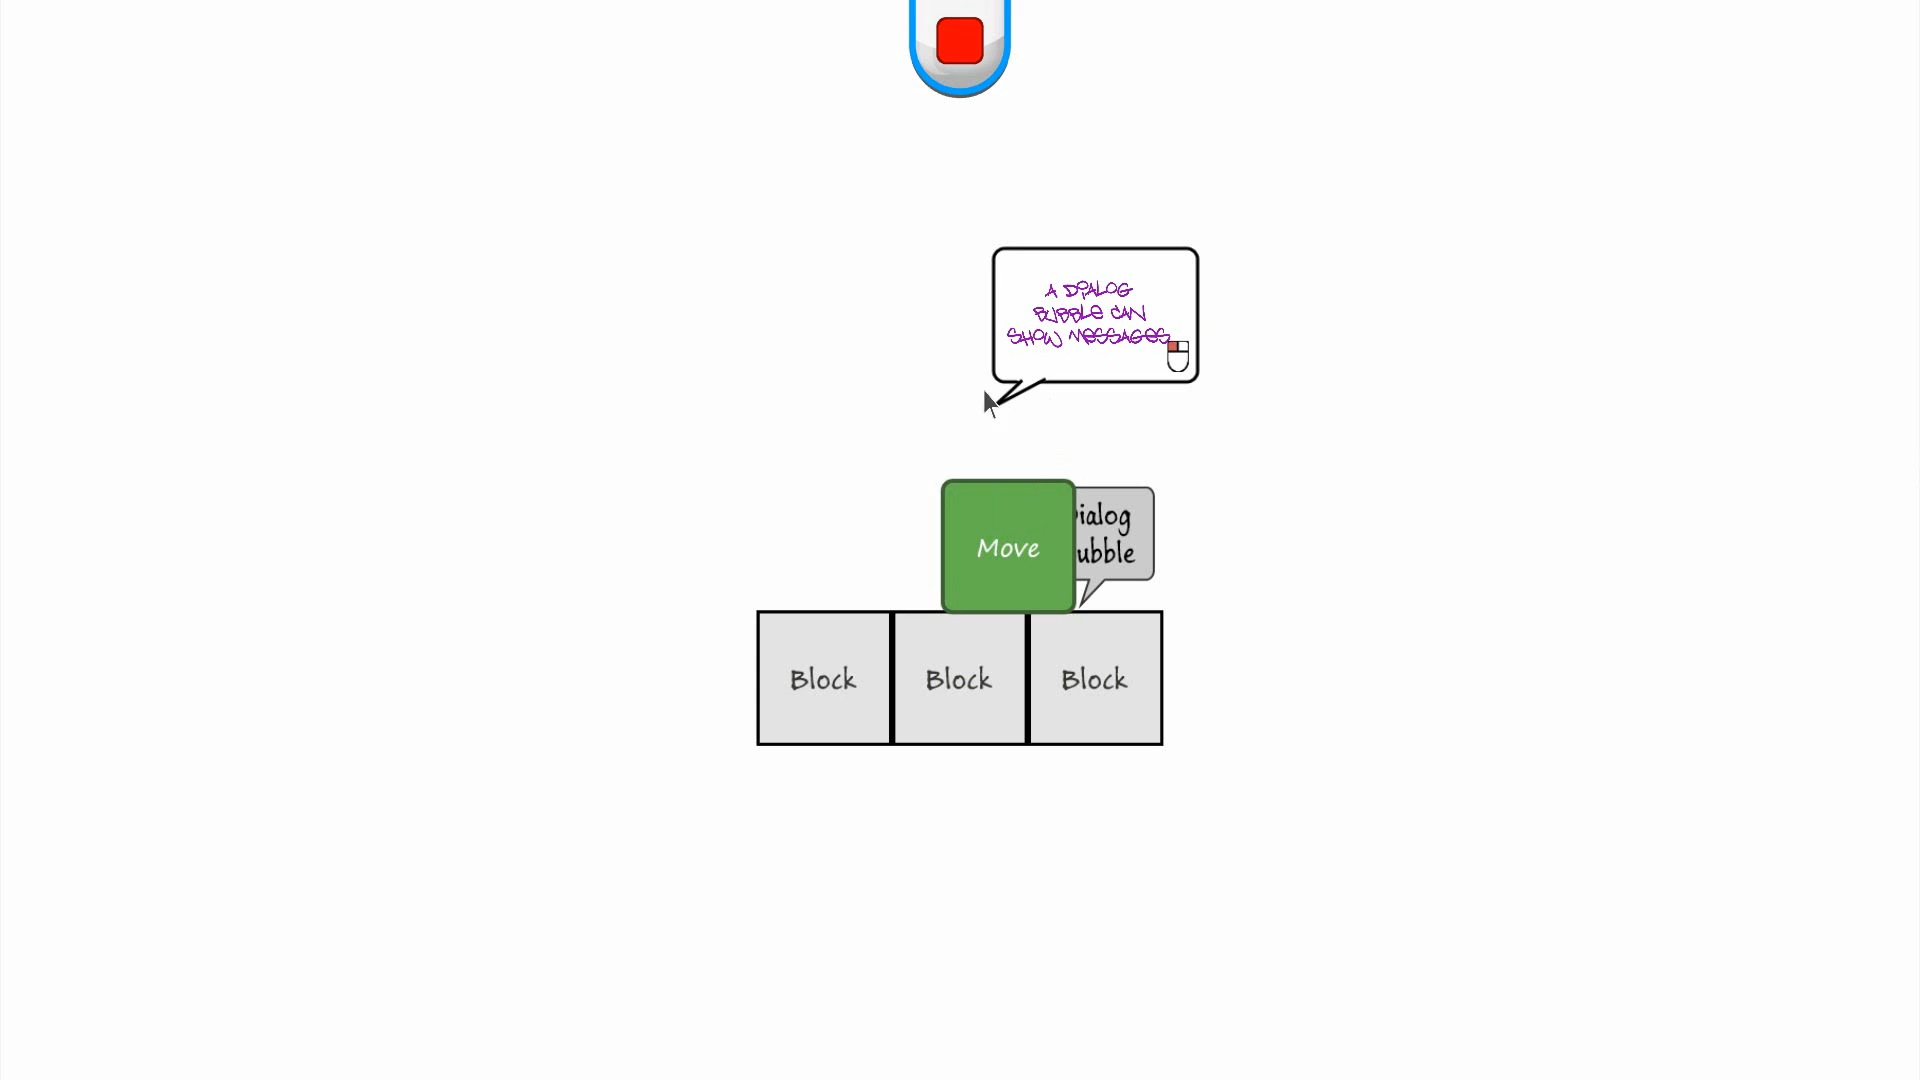 A DIALOG
BUBBLE CAN
SHOW MESSAGES
Move
ialog
ubble
Block
Block
Block